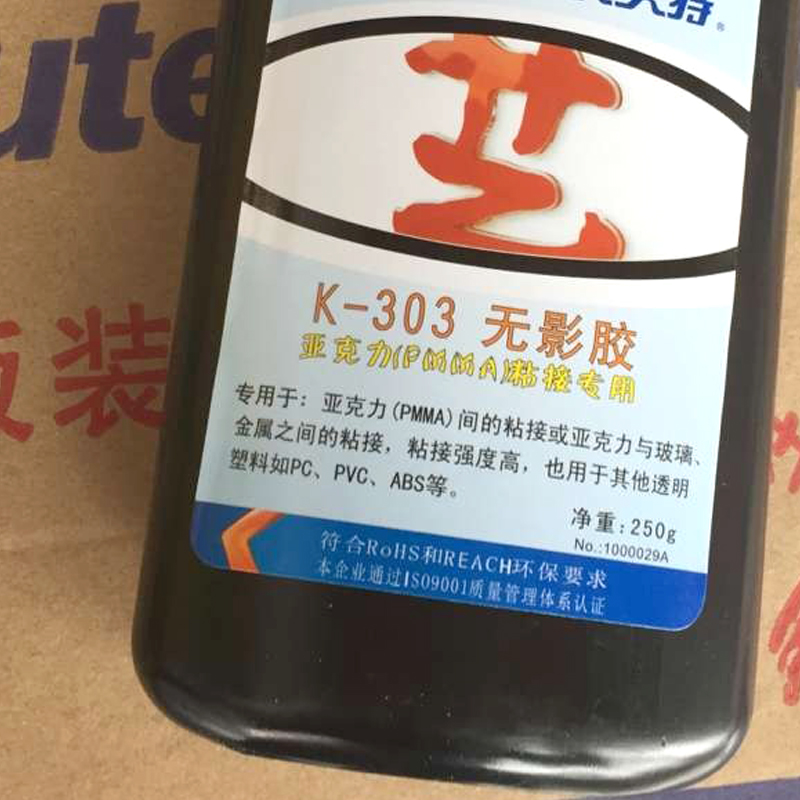 ute
艺
K-303 无影胶
亚克力(PMMA)粘接专用
专用于：亚克力(PMMA)间的粘接或亚克力与玻璃、
金属之间的粘接，粘接强度高，也用于其他透明
塑料如PC、PVC、ABS等。
净重：250g
No.:1000029A
符合RoHS和REACH环保要求
本企业通过ISO9001质量管理体系认证
装